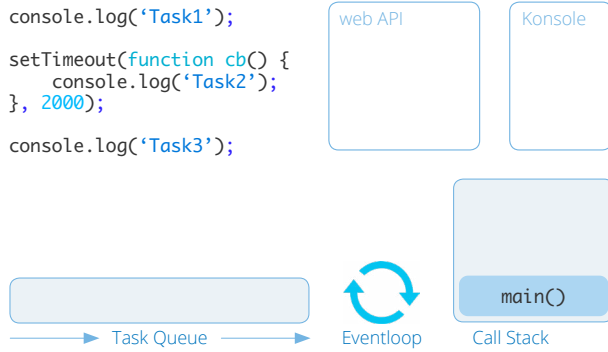 console.log(‘Task1’);
setTimeout(function cb() {
    console.log(‘Task2’);
}, 2000);
console.log(‘Task3’);
web API
Konsole
main()
Task Queue
Eventloop
Call Stack